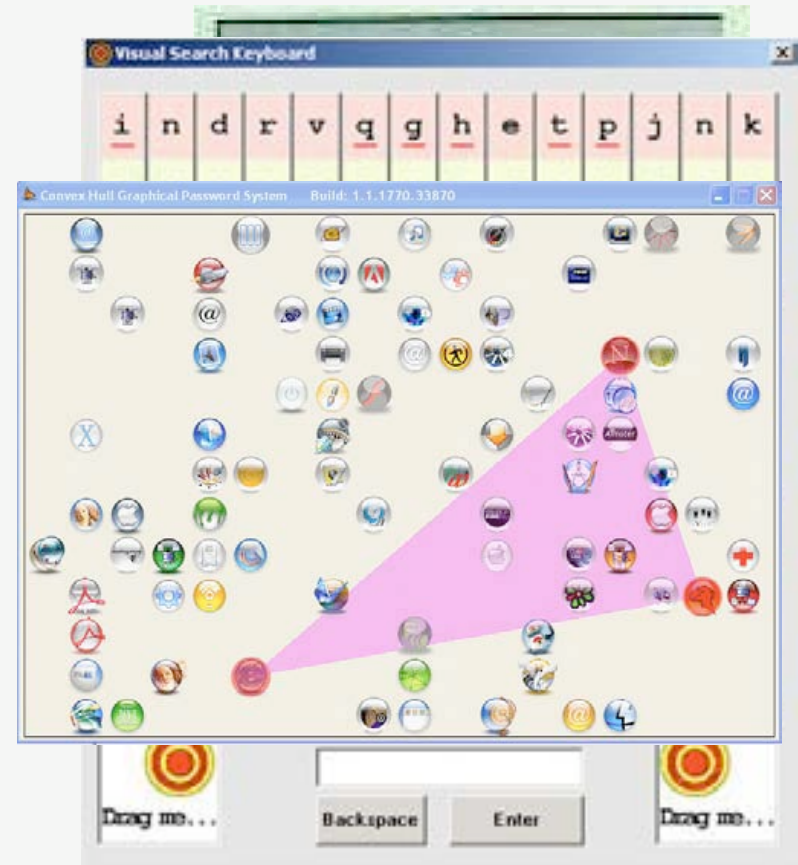 Visual Search Keyboard
i n d r v q g h e t p j n k
Convex Hull Graphical Password System Build: 1.1.1770.33870
@
@ @
N
@
X
@
Drag me...
Backspace
Enter
Drag me...